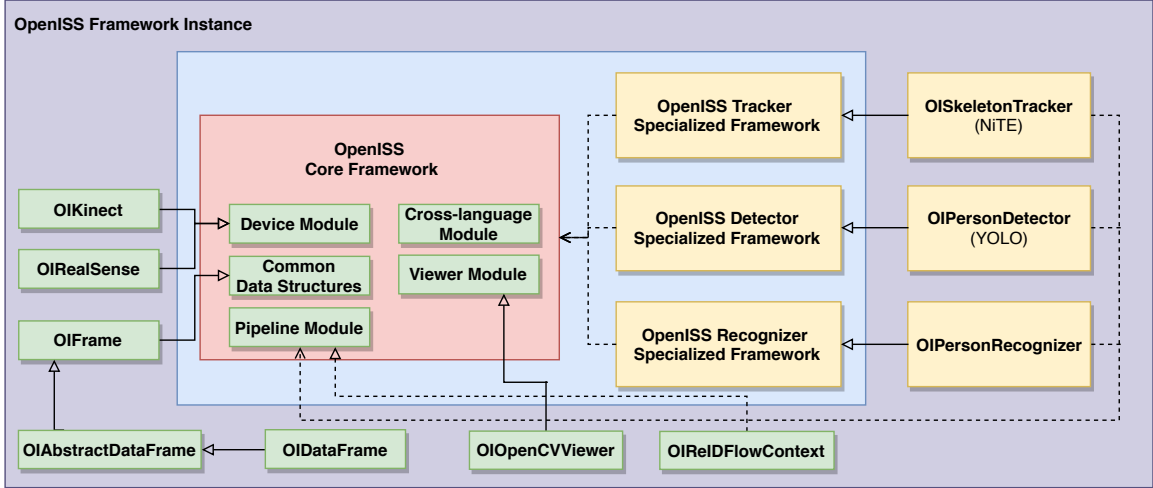 OpenISS Framework Instance
OpenISS
Core Framework
Device Module
Common
Data Structures
Pipeline Module
Cross-language
Module
Viewer Module
OIKinect
OIRealSense
OIFrame
OIAbstractDataFrame
OIDataFrame
OIOpenCVViewer
OIReIDFlowContext
OpenISS Tracker
Specialized Framework
OpenISS Detector
Specialized Framework
OpenISS Recognizer
Specialized Framework
OISkeletonTracker
(NiTE)
OIPersonDetector
(YOLO)
OIPersonRecognizer